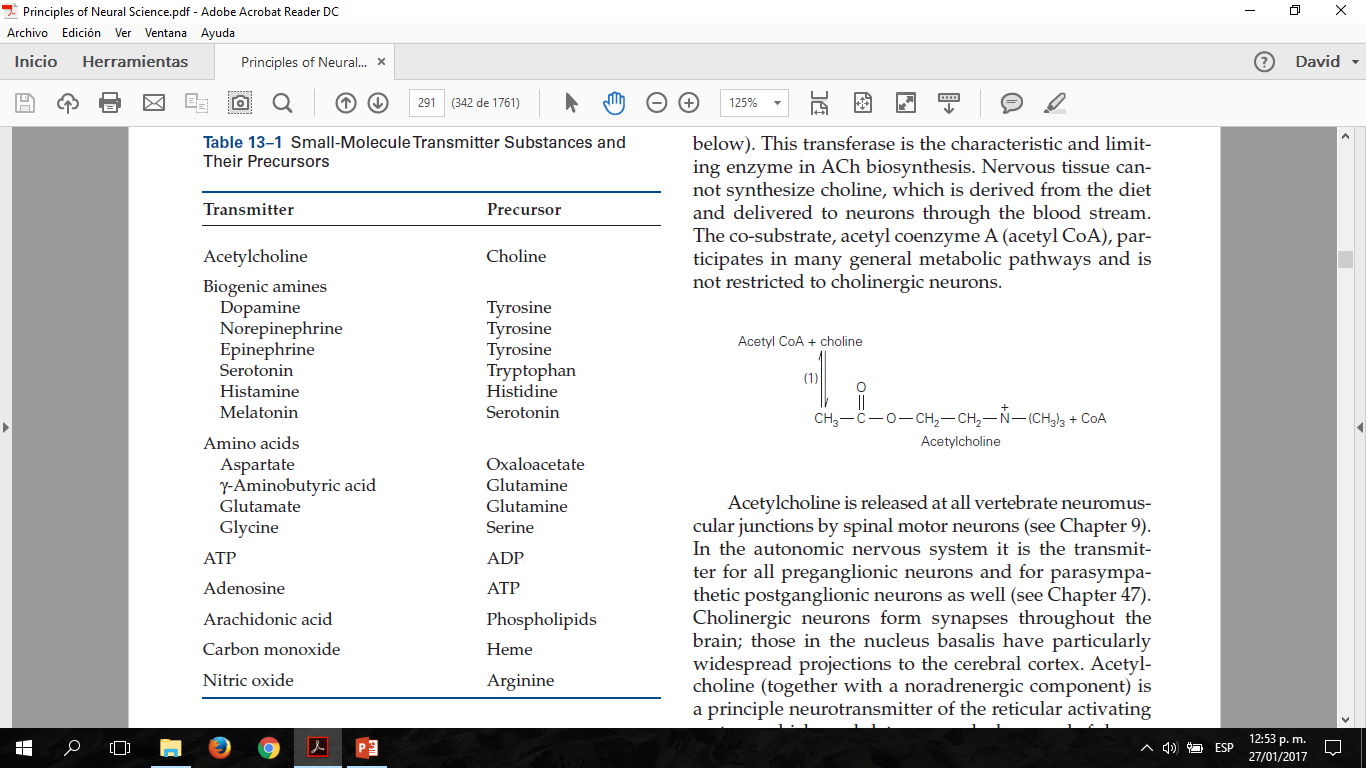 Principles of Neural Science.pdf - Adobe Acrobat Reader DC
Archivo Edición Ver Ventana Ayuda
Inicio Herramientas Principles of Neural... × David
291 (342 de 1761) 125%
Table 13–1 Small-Molecule Transmitter Substances and
Their Precursors
Transmitter Precursor
Acetylcholine Choline
Biogenic amines
Dopamine Tyrosine
Norepinephrine Tyrosine
Epinephrine Tyrosine
Serotonin Tryptophan
Histamine Histidine
Melatonin Serotonin
Amino acids
Aspartate Oxaloacetate
γ-Aminobutyric acid Glutamine
Glutamate Glutamine
Glycine Serine
ATP ADP
Adenosine ATP
Arachidonic acid Phospholipids
Carbon monoxide Heme
Nitric oxide Arginine
below). This transferase is the characteristic and limit-
ing enzyme in ACh biosynthesis. Nervous tissue can-
not synthesize choline, which is derived from the diet
and delivered to neurons through the blood stream.
The co-substrate, acetyl coenzyme A (acetyl CoA), par-
ticipates in many general metabolic pathways and is
not restricted to cholinergic neurons.
Acetyl CoA + choline
(1)
O
+
CH₃—C—O—CH₂—CH₂—N—(CH₃)₃ + CoA
Acetylcholine
Acetylcholine is released at all vertebrate neuromus-
cular junctions by spinal motor neurons (see Chapter 9).
In the autonomic nervous system it is the transmit-
ter for all preganglionic neurons and for parasympa-
thetic postganglionic neurons as well (see Chapter 47).
Cholinergic neurons form synapses throughout the
brain; those in the nucleus basalis have particularly
widespread projections to the cerebral cortex. Acetyl-
choline (together with a noradrenergic component) is
a principle neurotransmitter of the reticular activating
ESP 12:53 p. m.
27/01/2017